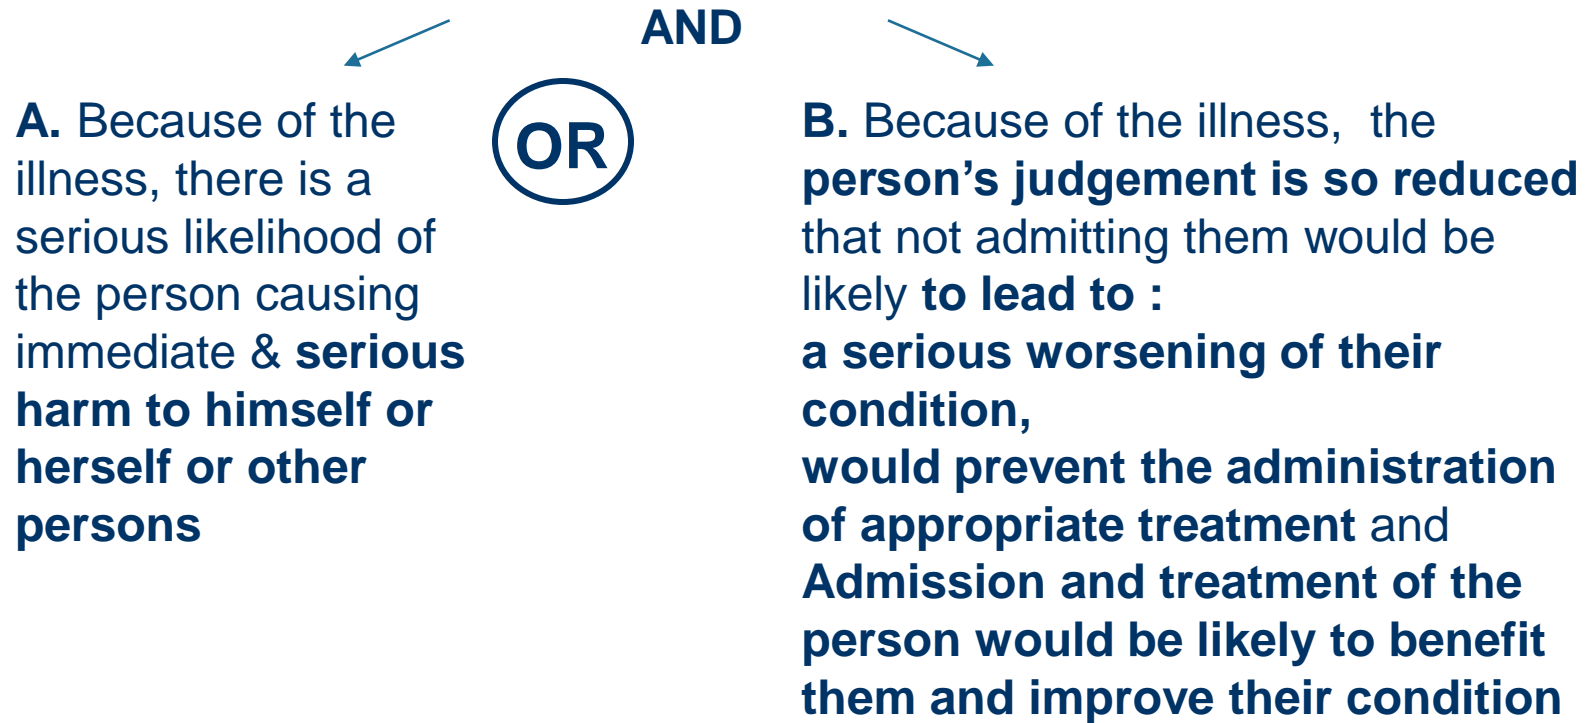 AND
A. Because of the
illness, there is a
serious likelihood of
the person causing
immediate & serious
harm to himself or
herself or other
persons
OR
B. Because of the illness,  the
person’s judgement is so reduced
that not admitting them would be
likely to lead to :
a serious worsening of their
condition,
would prevent the administration
of appropriate treatment and
Admission and treatment of the
person would be likely to benefit
them and improve their condition